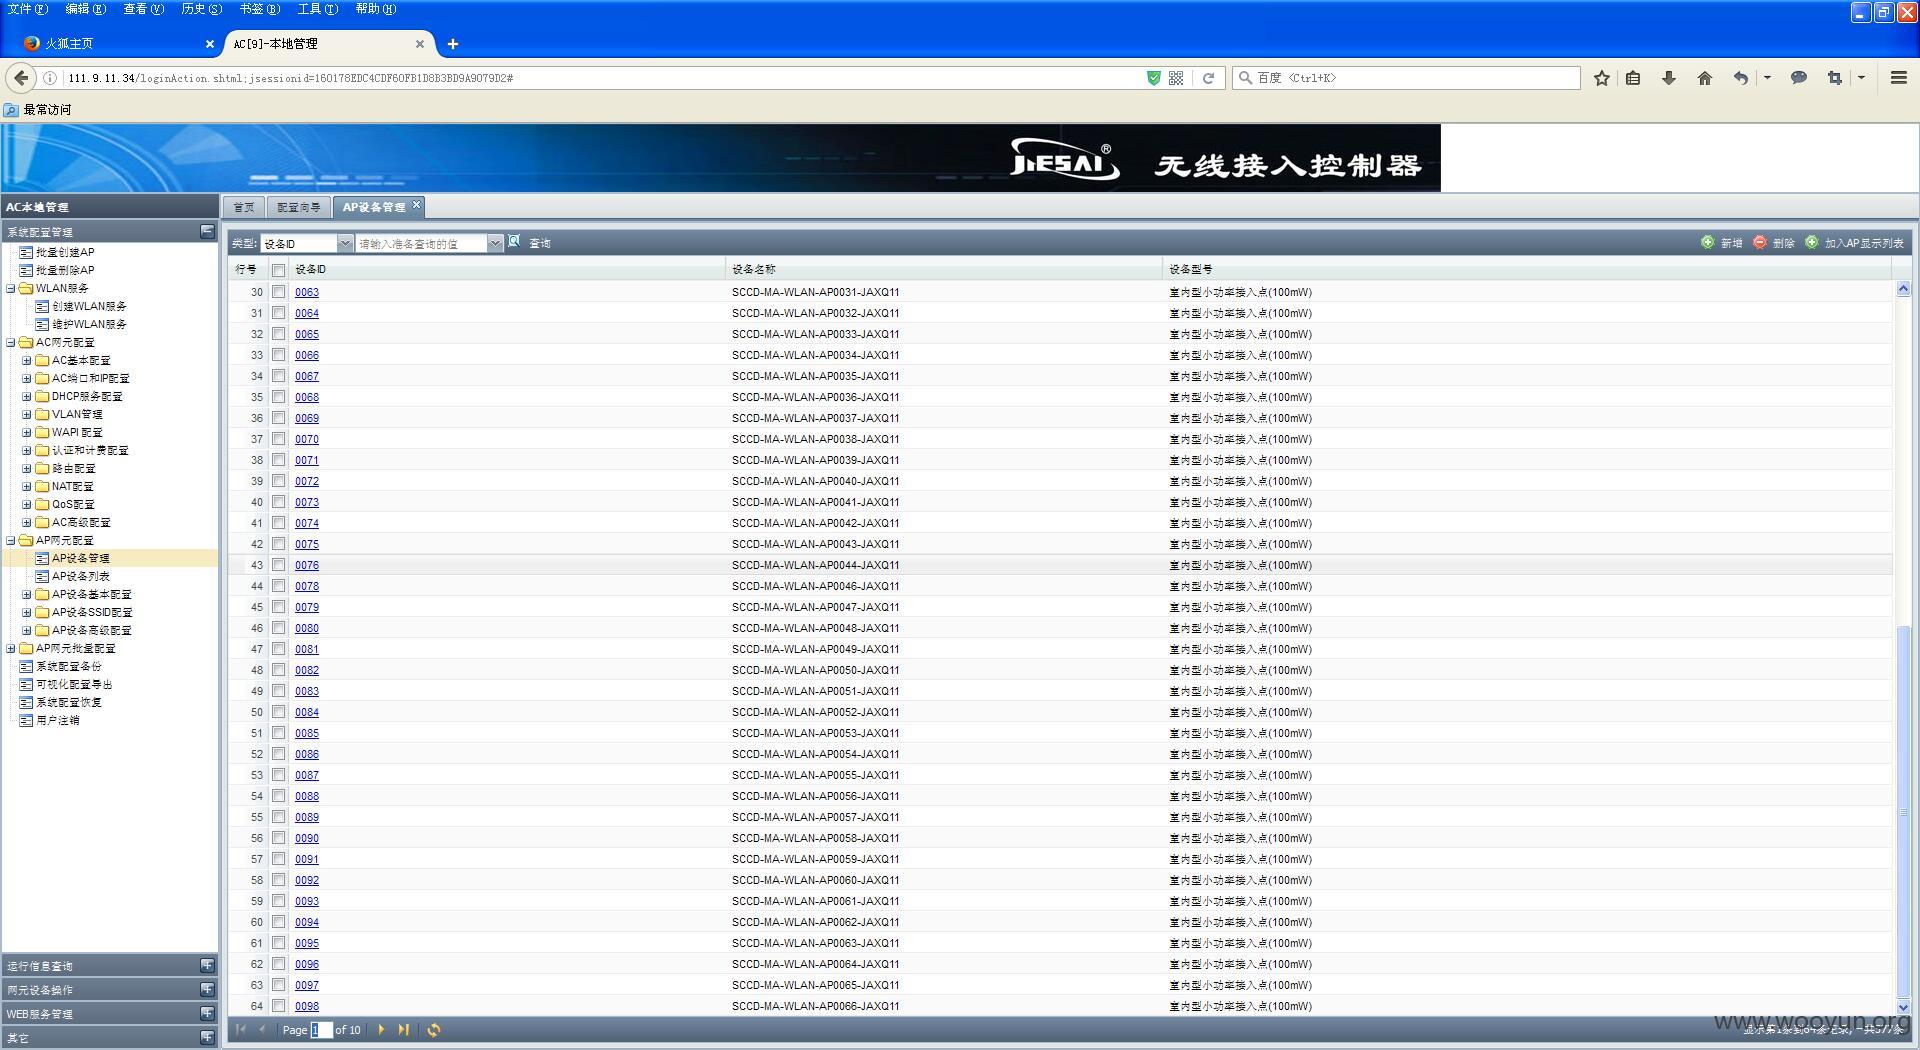 文件(F) 编辑(E) 查看(V) 历史(S) 书签(B) 工具(T) 帮助(H)
火狐主页 AC[9]-本地管理
111.9.11.34/loginAction.shtml;jsessionid=160178EDC4CDF60FB1D8B3BD9A9079D2# 百度 <Ctrl+K>
最常访问
JIESAI® 无线接入控制器
AC本地管理
系统配置管理
批量创建AP
批量删除AP
WLAN服务
创建WLAN服务
维护WLAN服务
AC网元配置
AC基本配置
AC端口和IP配置
DHCP服务配置
VLAN管理
WAPI 配置
认证和计费配置
路由配置
NAT配置
QoS配置
AC高级配置
AP网元配置
AP设备管理
AP设备列表
AP设备基本配置
AP设备SSID配置
AP设备高级配置
AP网元批量配置
系统配置备份
可视化配置导出
系统配置恢复
用户注销
运行信息查询
网元设备操作
WEB服务管理
其它
首页 配置向导 AP设备管理
类型: 设备ID 请输入准备查询的值 查询 新增 删除 加入AP显示列表
行号 设备ID 设备名称 设备型号
30 0063 SCCD-MA-WLAN-AP0031-JAXQ11 室内型小功率接入点(100mW)
31 0064 SCCD-MA-WLAN-AP0032-JAXQ11 室内型小功率接入点(100mW)
32 0065 SCCD-MA-WLAN-AP0033-JAXQ11 室内型小功率接入点(100mW)
33 0066 SCCD-MA-WLAN-AP0034-JAXQ11 室内型小功率接入点(100mW)
34 0067 SCCD-MA-WLAN-AP0035-JAXQ11 室内型小功率接入点(100mW)
35 0068 SCCD-MA-WLAN-AP0036-JAXQ11 室内型小功率接入点(100mW)
36 0069 SCCD-MA-WLAN-AP0037-JAXQ11 室内型小功率接入点(100mW)
37 0070 SCCD-MA-WLAN-AP0038-JAXQ11 室内型小功率接入点(100mW)
38 0071 SCCD-MA-WLAN-AP0039-JAXQ11 室内型小功率接入点(100mW)
39 0072 SCCD-MA-WLAN-AP0040-JAXQ11 室内型小功率接入点(100mW)
40 0073 SCCD-MA-WLAN-AP0041-JAXQ11 室内型小功率接入点(100mW)
41 0074 SCCD-MA-WLAN-AP0042-JAXQ11 室内型小功率接入点(100mW)
42 0075 SCCD-MA-WLAN-AP0043-JAXQ11 室内型小功率接入点(100mW)
43 0076 SCCD-MA-WLAN-AP0044-JAXQ11 室内型小功率接入点(100mW)
44 0078 SCCD-MA-WLAN-AP0046-JAXQ11 室内型小功率接入点(100mW)
45 0079 SCCD-MA-WLAN-AP0047-JAXQ11 室内型小功率接入点(100mW)
46 0080 SCCD-MA-WLAN-AP0048-JAXQ11 室内型小功率接入点(100mW)
47 0081 SCCD-MA-WLAN-AP0049-JAXQ11 室内型小功率接入点(100mW)
48 0082 SCCD-MA-WLAN-AP0050-JAXQ11 室内型小功率接入点(100mW)
49 0083 SCCD-MA-WLAN-AP0051-JAXQ11 室内型小功率接入点(100mW)
50 0084 SCCD-MA-WLAN-AP0052-JAXQ11 室内型小功率接入点(100mW)
51 0085 SCCD-MA-WLAN-AP0053-JAXQ11 室内型小功率接入点(100mW)
52 0086 SCCD-MA-WLAN-AP0054-JAXQ11 室内型小功率接入点(100mW)
53 0087 SCCD-MA-WLAN-AP0055-JAXQ11 室内型小功率接入点(100mW)
54 0088 SCCD-MA-WLAN-AP0056-JAXQ11 室内型小功率接入点(100mW)
55 0089 SCCD-MA-WLAN-AP0057-JAXQ11 室内型小功率接入点(100mW)
56 0090 SCCD-MA-WLAN-AP0058-JAXQ11 室内型小功率接入点(100mW)
57 0091 SCCD-MA-WLAN-AP0059-JAXQ11 室内型小功率接入点(100mW)
58 0092 SCCD-MA-WLAN-AP0060-JAXQ11 室内型小功率接入点(100mW)
59 0093 SCCD-MA-WLAN-AP0061-JAXQ11 室内型小功率接入点(100mW)
60 0094 SCCD-MA-WLAN-AP0062-JAXQ11 室内型小功率接入点(100mW)
61 0095 SCCD-MA-WLAN-AP0063-JAXQ11 室内型小功率接入点(100mW)
62 0096 SCCD-MA-WLAN-AP0064-JAXQ11 室内型小功率接入点(100mW)
63 0097 SCCD-MA-WLAN-AP0065-JAXQ11 室内型小功率接入点(100mW)
64 0098 SCCD-MA-WLAN-AP0066-JAXQ11 室内型小功率接入点(100mW)
Page 1 of 10 显示第1条到64条记录,一共577条
www.wooyun.org